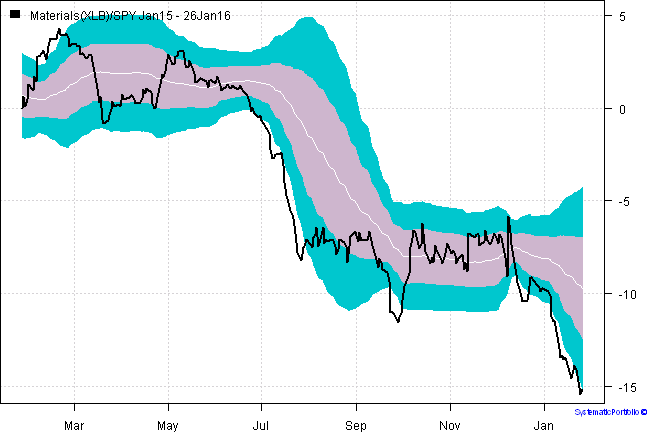 Materials(XLB)/SPY Jan15 - 26Jan16
5
0
-5
-10
-15
Mar May Jul Sep Nov Jan
SystematicPortfolio ©